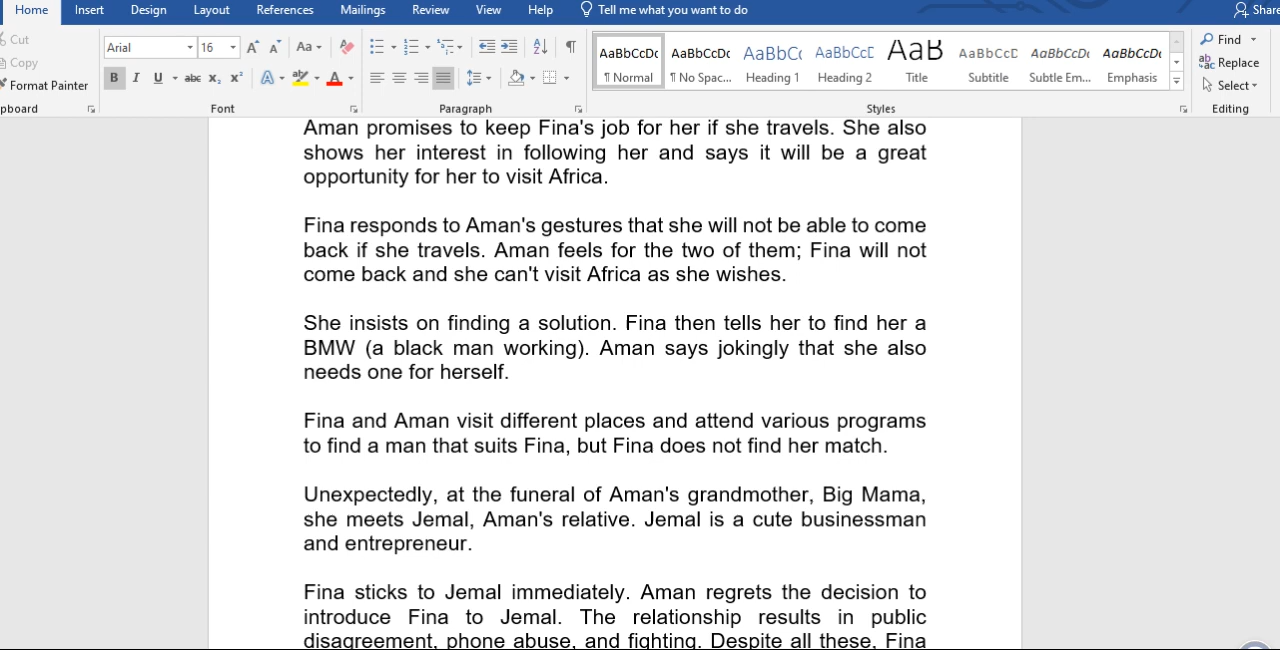 Home Insert Design Layout References Mailings Review View Help Tell me what you want to do Share
Cut
Copy
Format Painter
Arial 16 Aa
B I U abc x₂ x² A ab A
AaBbCcDc AaBbCcDc AaBbCc AaBbCcD AaB AaBbCcD AaBbCcDc AaBbCcDc
¶ Normal ¶ No Spac... Heading 1 Heading 2 Title Subtitle Subtle Em... Emphasis
Find
Replace
Select
pboard Font Paragraph Styles Editing
Aman promises to keep Fina's job for her if she travels. She also
shows her interest in following her and says it will be a great
opportunity for her to visit Africa.
Fina responds to Aman's gestures that she will not be able to come
back if she travels. Aman feels for the two of them; Fina will not
come back and she can't visit Africa as she wishes.
She insists on finding a solution. Fina then tells her to find her a
BMW (a black man working). Aman says jokingly that she also
needs one for herself.
Fina and Aman visit different places and attend various programs
to find a man that suits Fina, but Fina does not find her match.
Unexpectedly, at the funeral of Aman's grandmother, Big Mama,
she meets Jemal, Aman's relative. Jemal is a cute businessman
and entrepreneur.
Fina sticks to Jemal immediately. Aman regrets the decision to
introduce Fina to Jemal. The relationship results in public
disagreement, phone abuse, and fighting. Despite all these, Fina